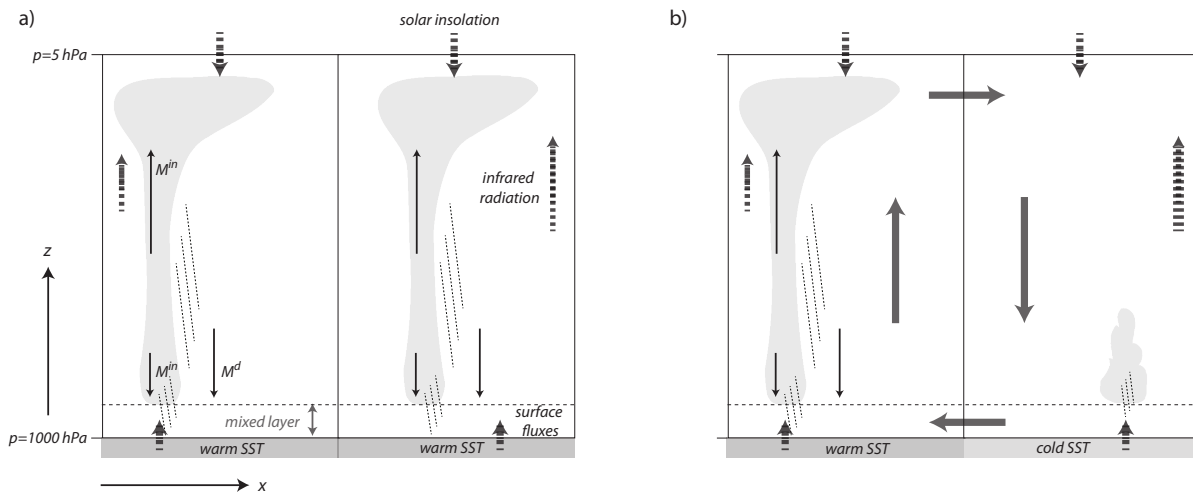 a)
solar insolation
p=5 hPa
M^in
infrared
radiation
z
M^in
M^d
mixed layer
surface
fluxes
p=1000 hPa
warm SST
warm SST
x
b)
warm SST
cold SST